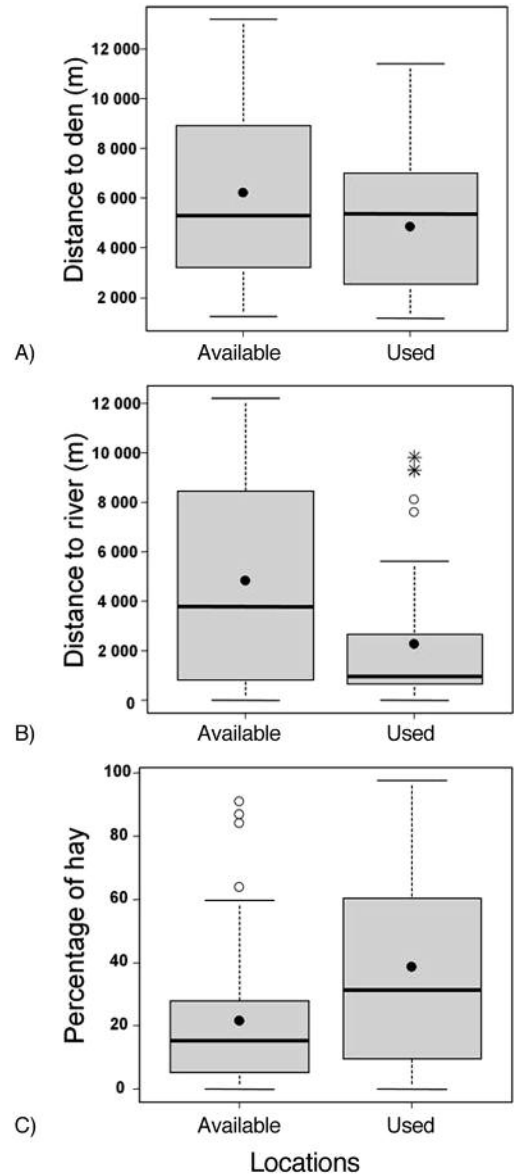 Distance to den (m)
12 000
10 000
8 000
6 000
4 000
2 000
Available Used
A)
Distance to river (m)
12 000
10 000
8 000
6 000
4 000
2 000
0
Available Used
B)
Percentage of hay
100
80
60
40
20
0
Available Used
C)
Locations